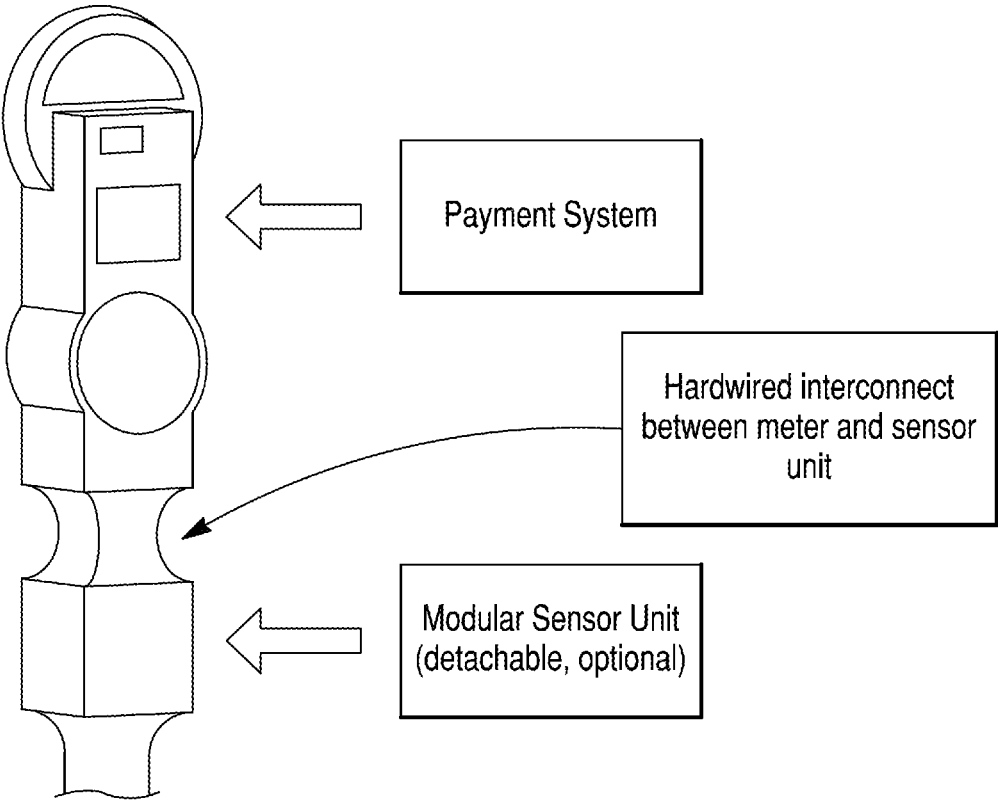 Payment System
Hardwired interconnect
between meter and sensor
unit
Modular Sensor Unit
(detachable, optional)